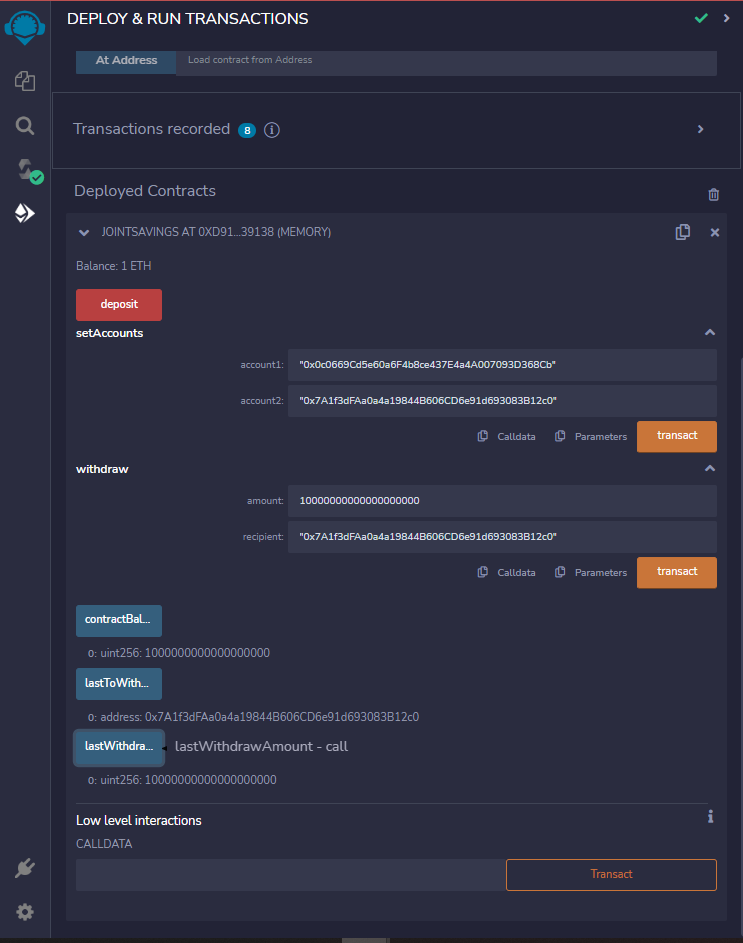 DEPLOY & RUN TRANSACTIONS
At Address Load contract from Address
Transactions recorded 8 i
Deployed Contracts
JOINTSAVINGS AT 0XD91...39138 (MEMORY)
Balance: 1 ETH
deposit
setAccounts
account1: "0x0c0669Cd5e60a6F4b8ce437E4a4A007093D368Cb"
account2: "0x7A1f3dFAa0a4a19844B606CD6e91d693083B12c0"
Calldata Parameters transact
withdraw
amount: 10000000000000000000
recipient: "0x7A1f3dFAa0a4a19844B606CD6e91d693083B12c0"
Calldata Parameters transact
contractBal...
0: uint256: 1000000000000000000
lastToWith...
0: address: 0x7A1f3dFAa0a4a19844B606CD6e91d693083B12c0
lastWithdra... lastWithdrawAmount - call
0: uint256: 10000000000000000000
Low level interactions i
CALLDATA
Transact